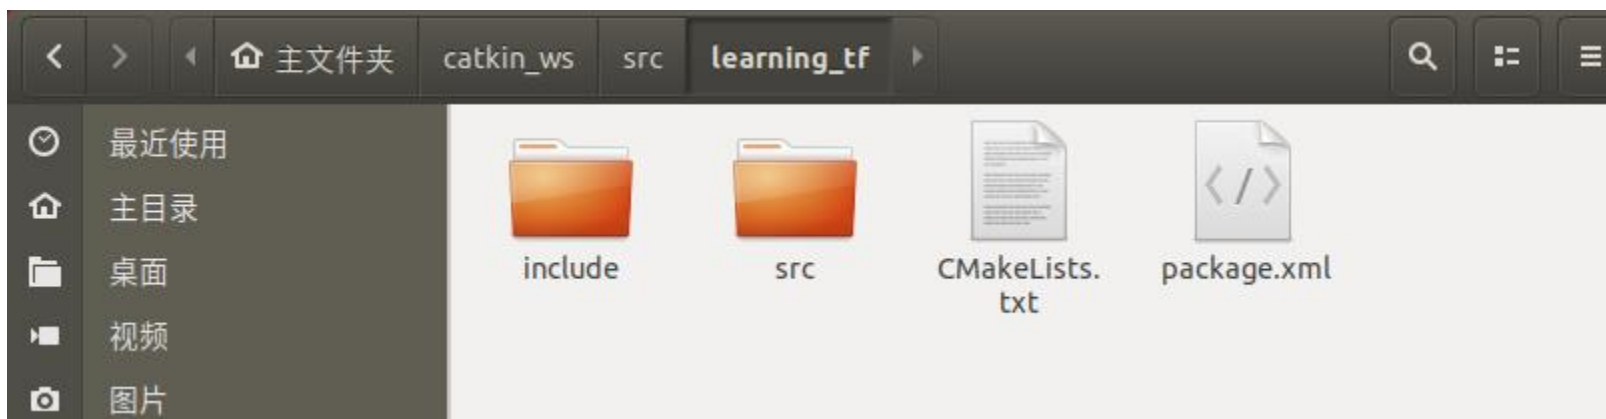 主文件夹 catkin_ws src learning_tf
最近使用
主目录
桌面
视频
图片
include src CMakeLists.
txt package.xml